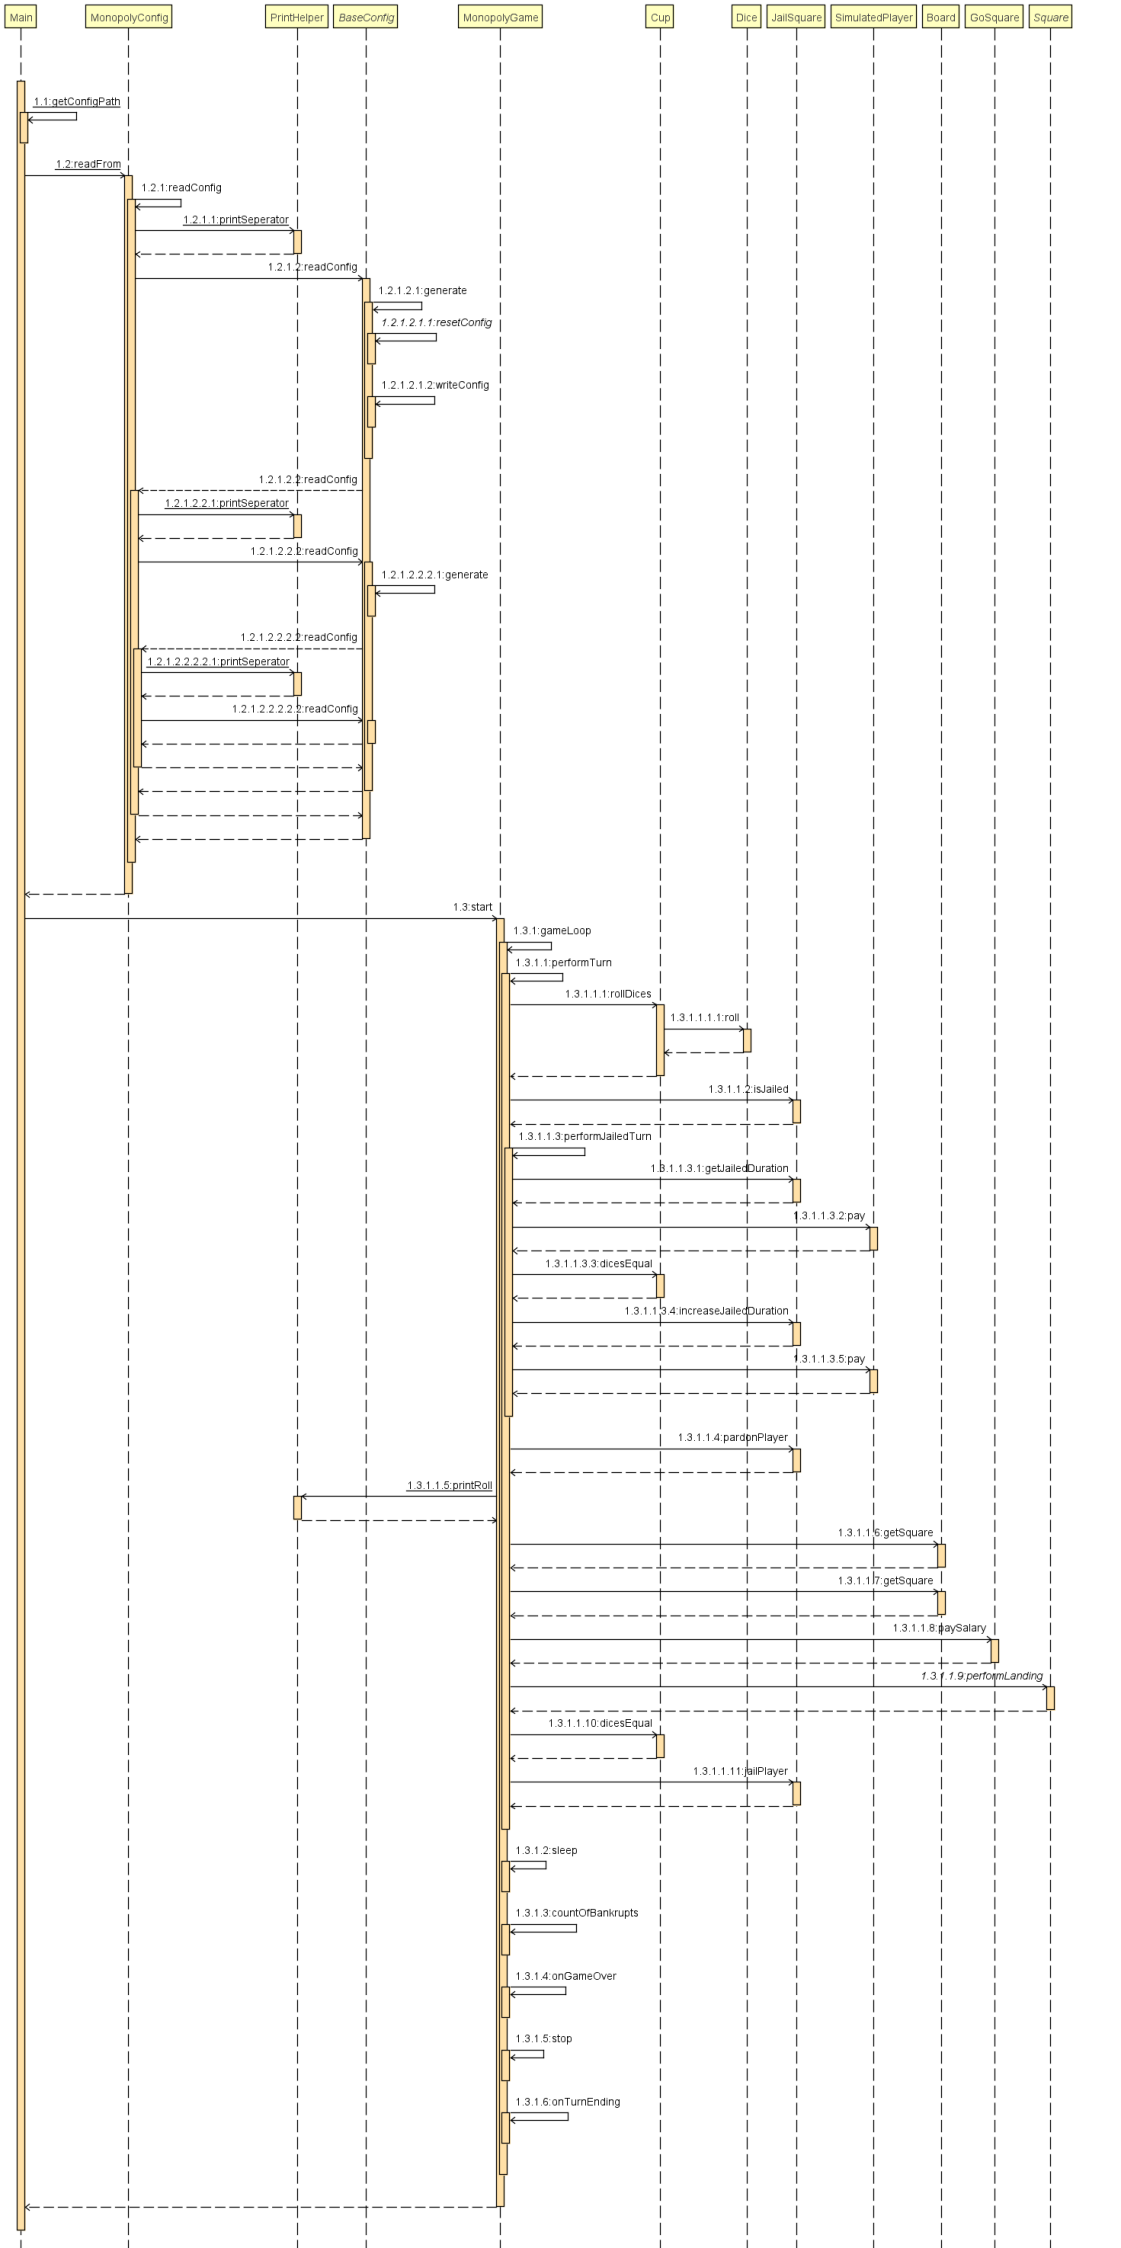 Main
MonopolyConfig
PrintHelper
BaseConfig
MonopolyGame
Cup
Dice
JailSquare
SimulatedPlayer
Board
GoSquare
Square
1.1:getConfigPath
1.2:readFrom
1.2.1:readConfig
1.2.1.1:printSeperator
1.2.1.2:readConfig
1.2.1.2.1:generate
1.2.1.2.1.1:resetConfig
1.2.1.2.1.2:writeConfig
1.2.1.2.2:readConfig
1.2.1.2.2.1:printSeperator
1.2.1.2.2.2:readConfig
1.2.1.2.2.2.1:generate
1.2.1.2.2.2.2:readConfig
1.2.1.2.2.2.2.1:printSeperator
1.2.1.2.2.2.2.2:readConfig
1.3:start
1.3.1:gameLoop
1.3.1.1:performTurn
1.3.1.1.1:rollDices
1.3.1.1.1.1:roll
1.3.1.1.2:isJailed
1.3.1.1.3:performJailedTurn
1.3.1.1.3.1:getJailedDuration
1.3.1.1.3.2:pay
1.3.1.1.3.3:dicesEqual
1.3.1.1.3.4:increaseJailedDuration
1.3.1.1.3.5:pay
1.3.1.1.4:pardonPlayer
1.3.1.1.5:printRoll
1.3.1.1.6:getSquare
1.3.1.1.7:getSquare
1.3.1.1.8:paySalary
1.3.1.1.9:performLanding
1.3.1.1.10:dicesEqual
1.3.1.1.11:jailPlayer
1.3.1.2:sleep
1.3.1.3:countOfBankrupts
1.3.1.4:onGameOver
1.3.1.5:stop
1.3.1.6:onTurnEnding